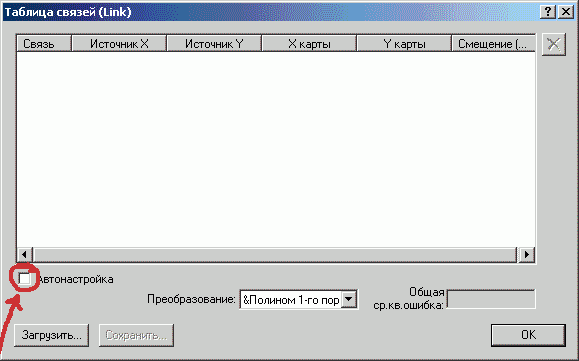 Таблица связей (Link)
Связь Источник X Источник Y X карты Y карты Смещение (...
Автонастройка
Преобразование: &Полином 1-го пор Общая
ср.кв.ошибка:
Загрузить... Сохранить... OK